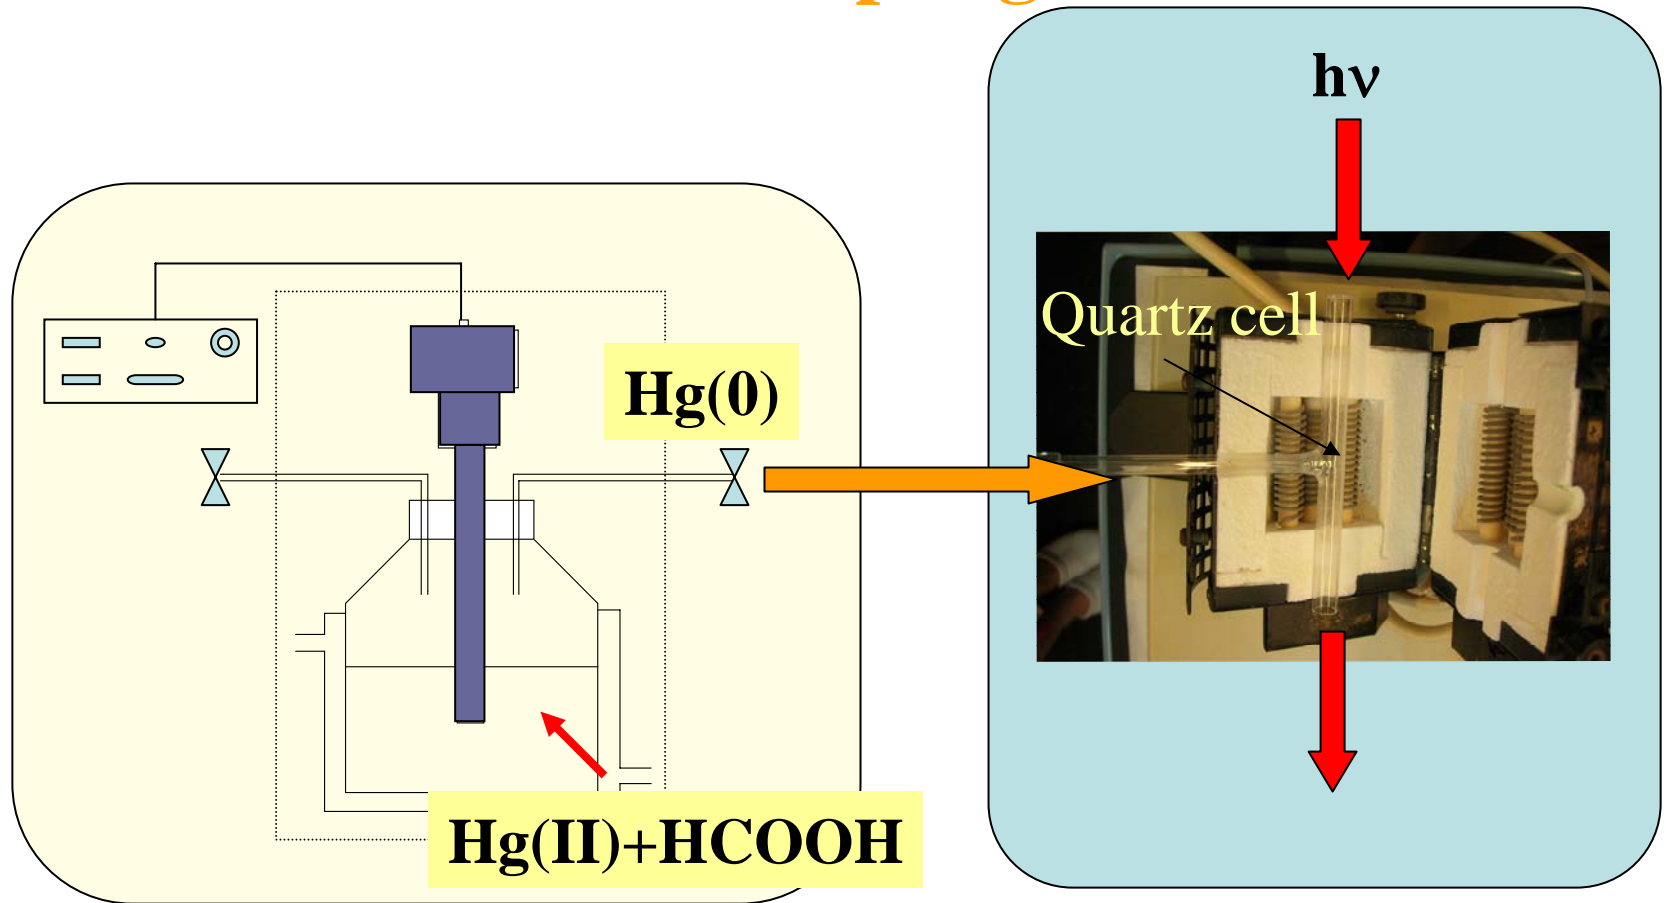 hν
Quartz cell
Hg(0)
Hg(II)+HCOOH